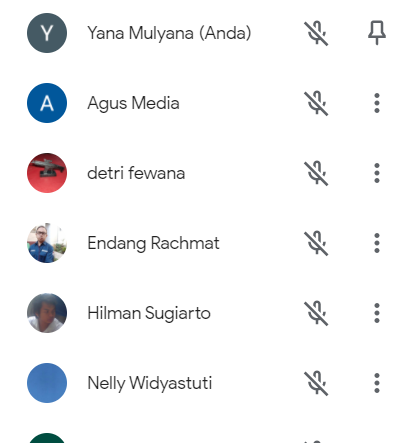 Y Yana Mulyana (Anda)
A Agus Media
detri fewana
Endang Rachmat
Hilman Sugiarto
Nelly Widyastuti